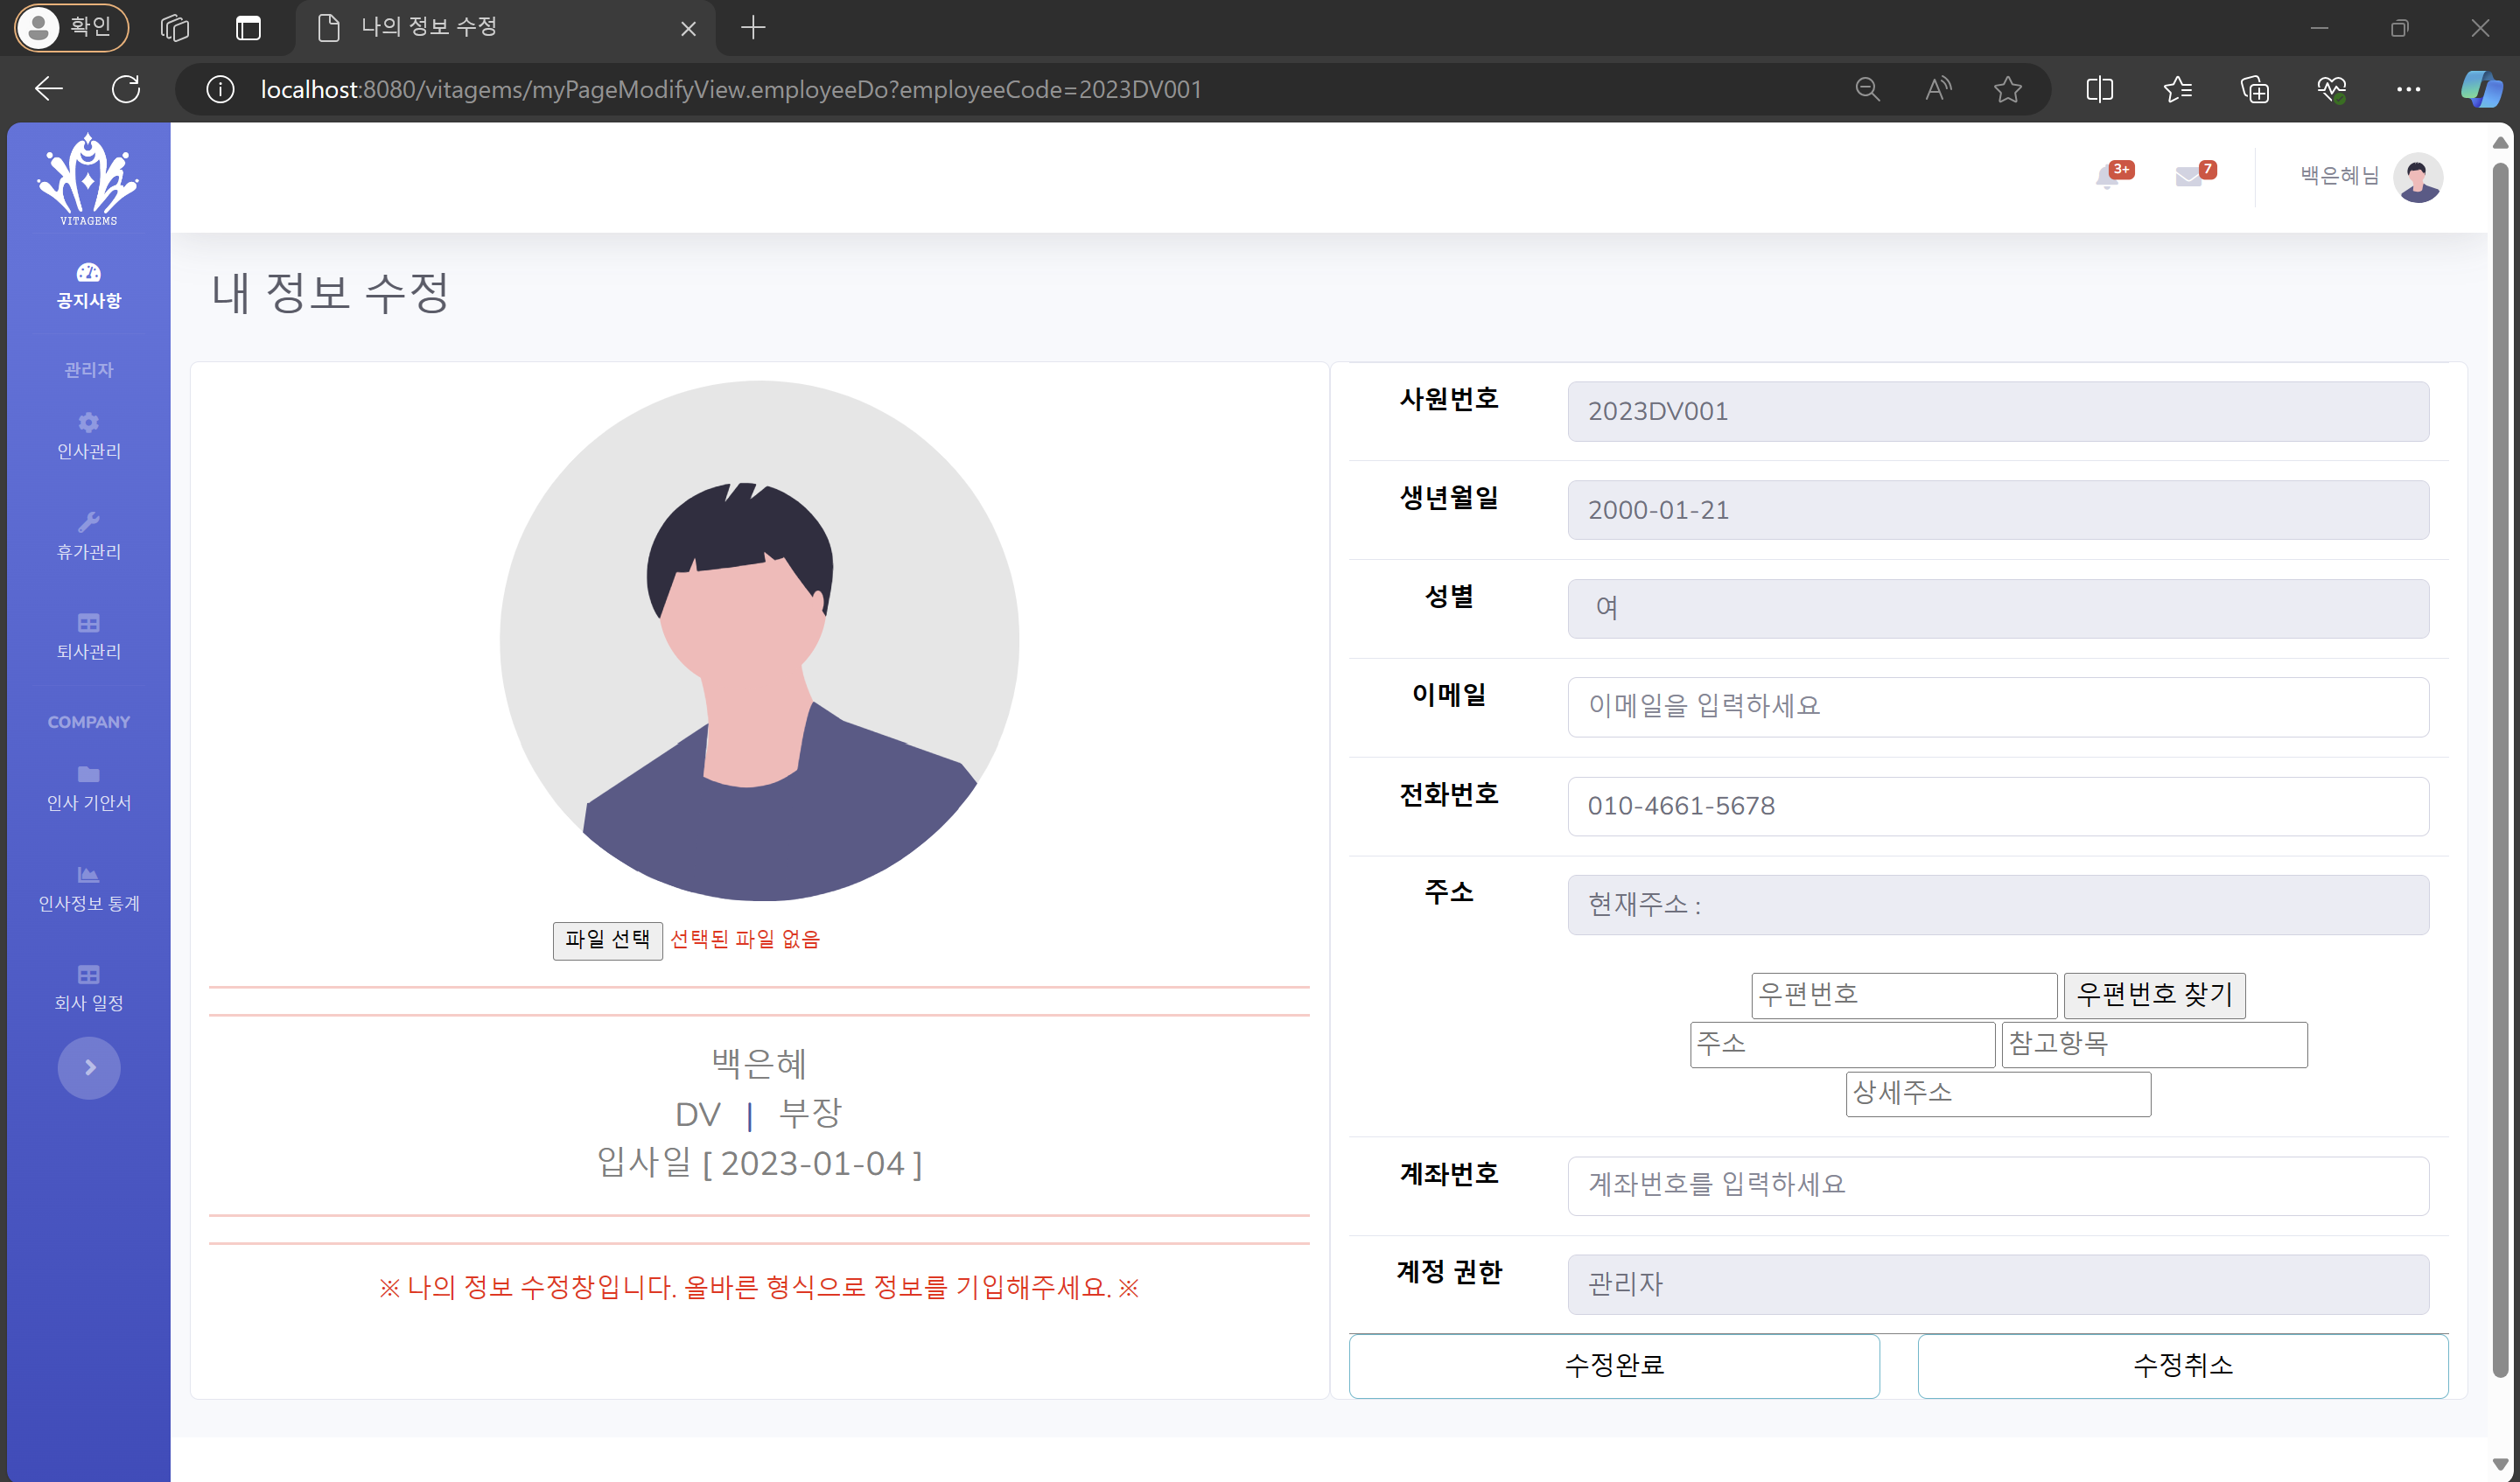 확인
나의 정보 수정
localhost:8080/vitagems/myPageModifyView.employeeDo?employeeCode=2023DV001
VITAGEMS
공지사항
관리자
인사관리
휴가관리
퇴사관리
COMPANY
인사 기안서
인사정보 통계
회사 일정
3+
7
백은혜님
내 정보 수정
파일 선택 선택된 파일 없음
백은혜
DV | 부장
입사일 [ 2023-01-04 ]
※ 나의 정보 수정창입니다. 올바른 형식으로 정보를 기입해주세요. ※
사원번호 2023DV001
생년월일 2000-01-21
성별 여
이메일 이메일을 입력하세요
전화번호 010-4661-5678
주소 현재주소 :
우편번호 우편번호 찾기
주소 참고항목
상세주소
계좌번호 계좌번호를 입력하세요
계정 권한 관리자
수정완료 수정취소